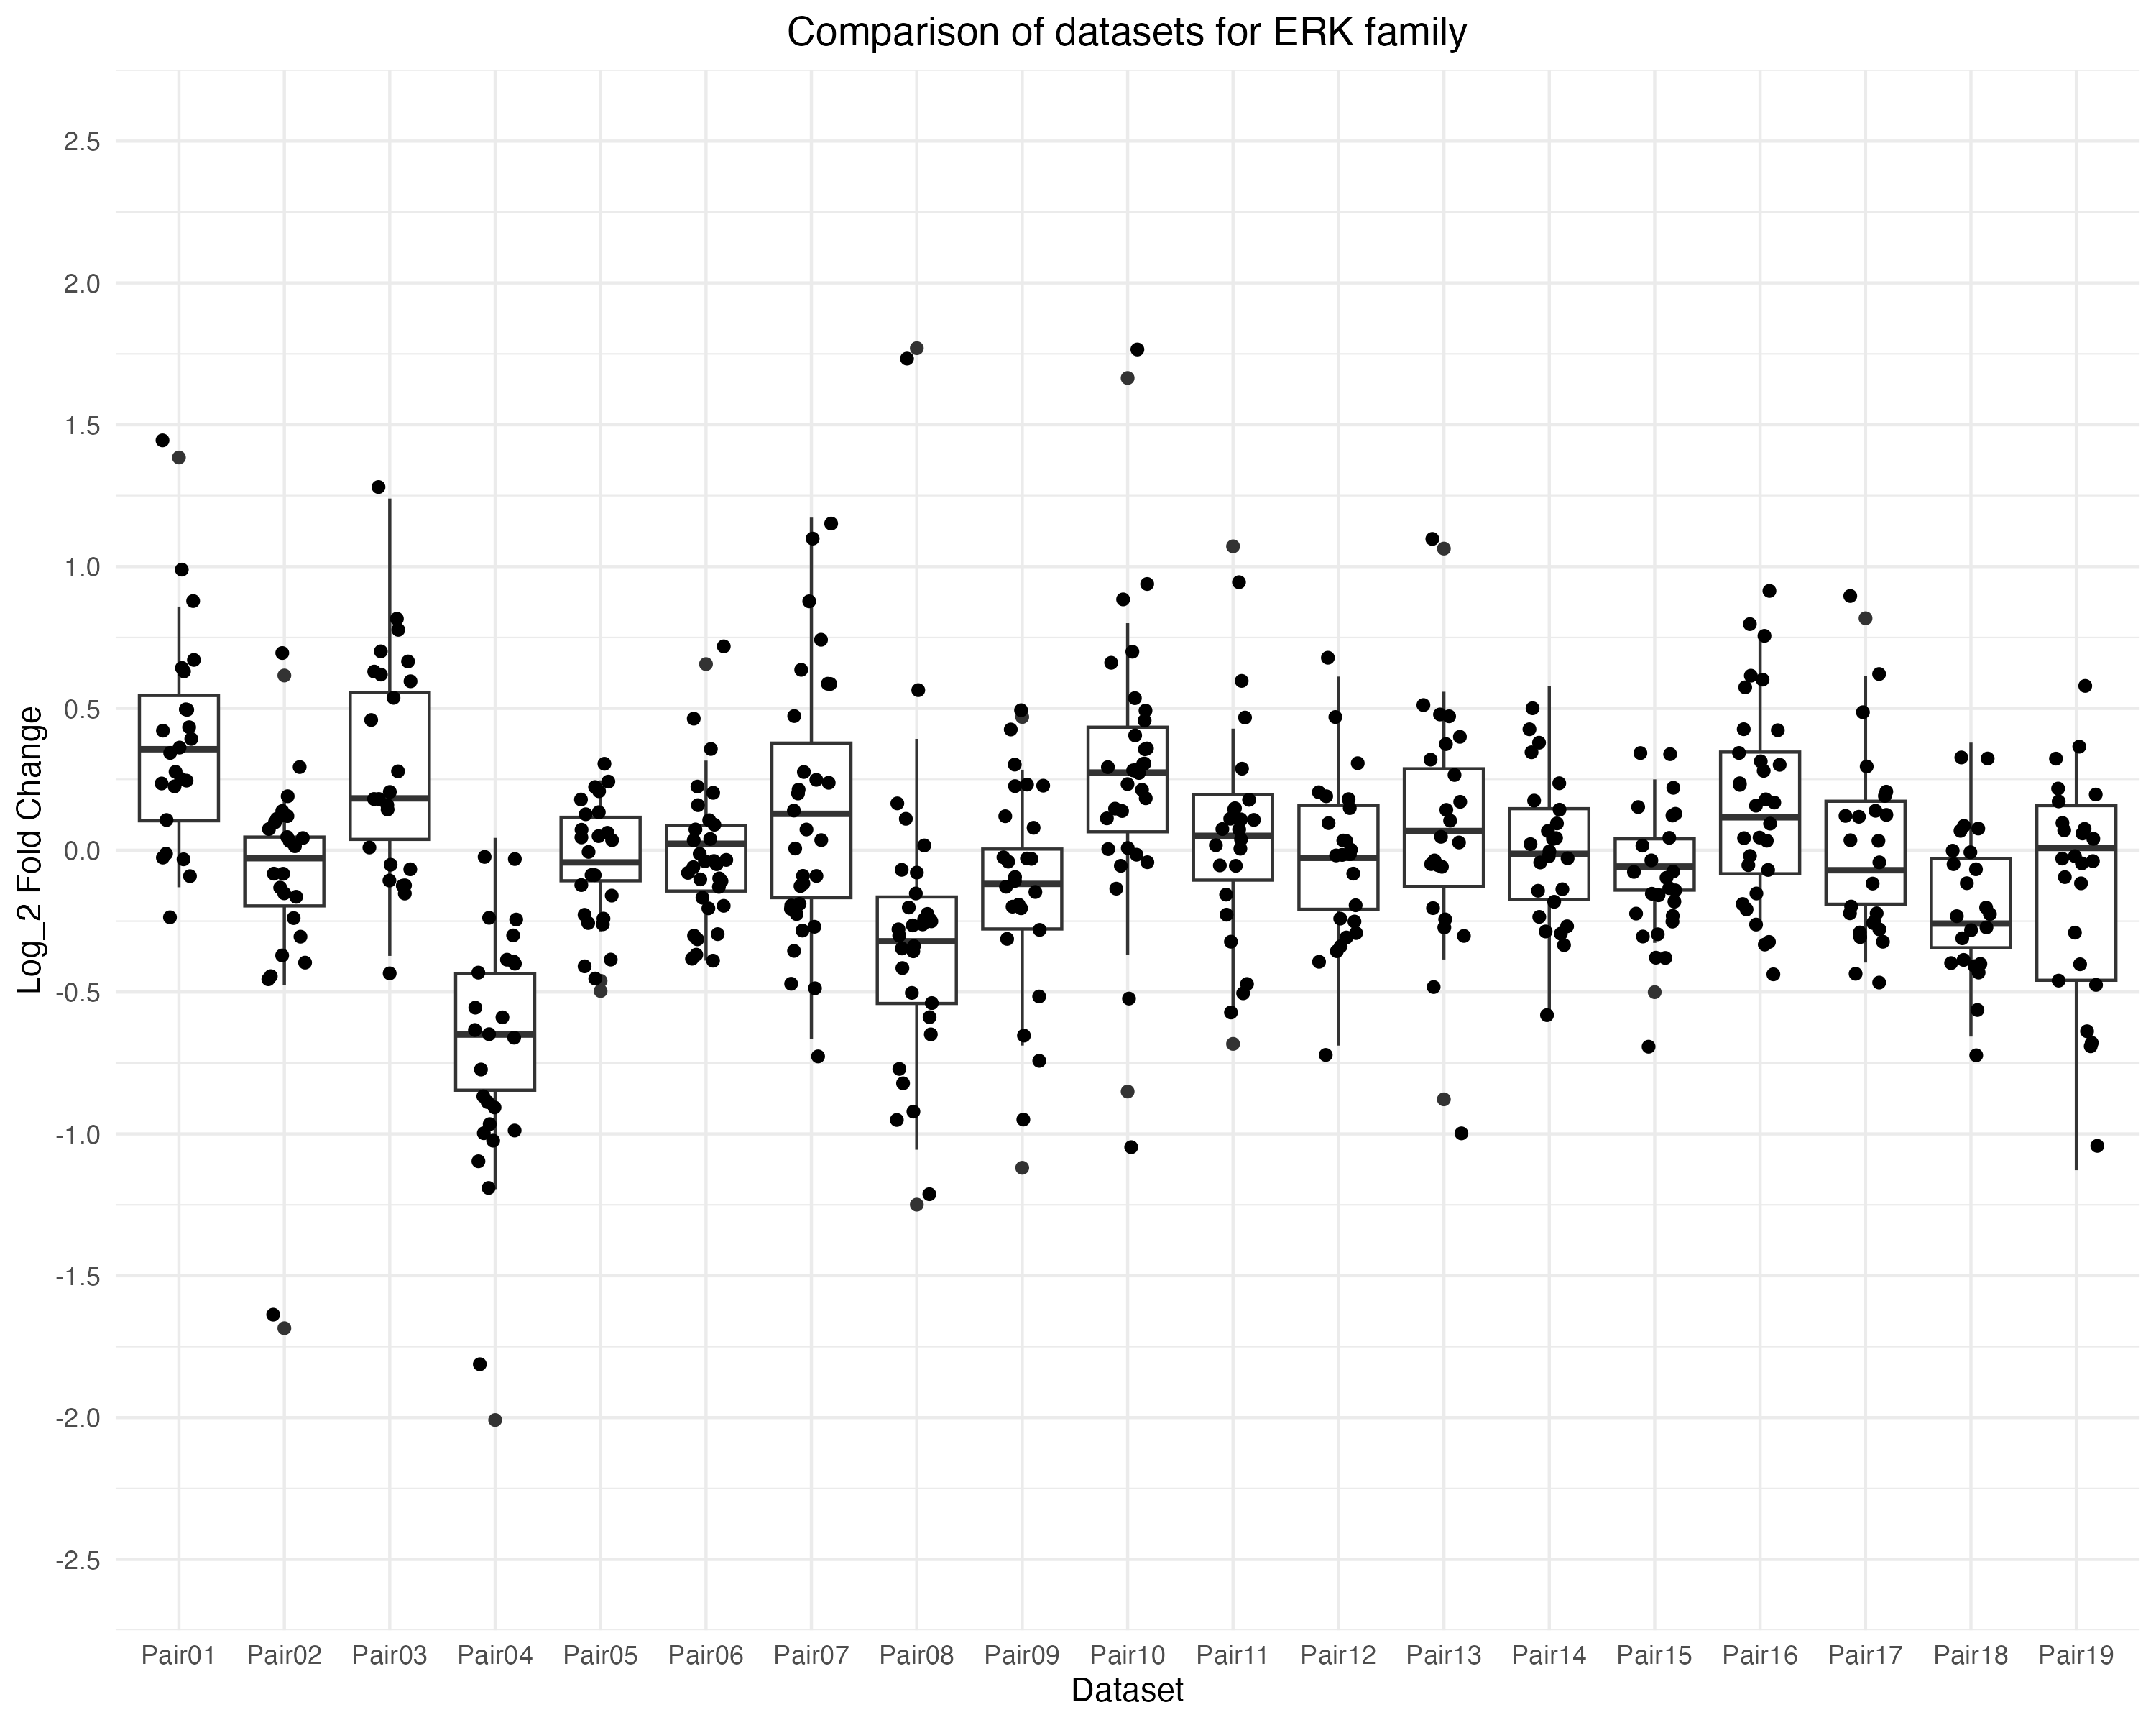 Comparison of datasets for ERK family
Log_2 Fold Change
2.5
2.0
1.5
1.0
0.5
0.0
-0.5
-1.0
-1.5
-2.0
-2.5
Pair01 Pair02 Pair03 Pair04 Pair05 Pair06 Pair07 Pair08 Pair09 Pair10 Pair11 Pair12 Pair13 Pair14 Pair15 Pair16 Pair17 Pair18 Pair19
Dataset